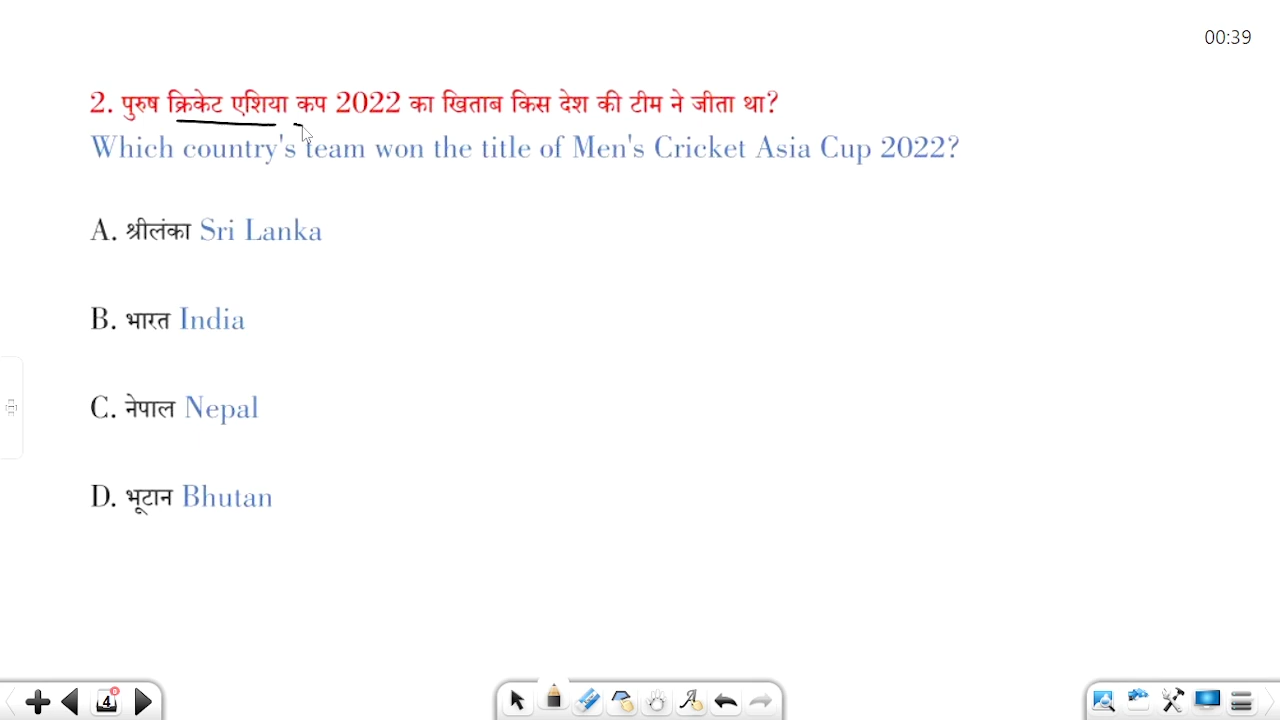 00:39
2. पुरुष क्रिकेट एशिया कप 2022 का खिताब किस देश की टीम ने जीता था?
Which country's team won the title of Men's Cricket Asia Cup 2022?
A. श्रीलंका Sri Lanka
B. भारत India
C. नेपाल Nepal
D. भूटान Bhutan
4
8